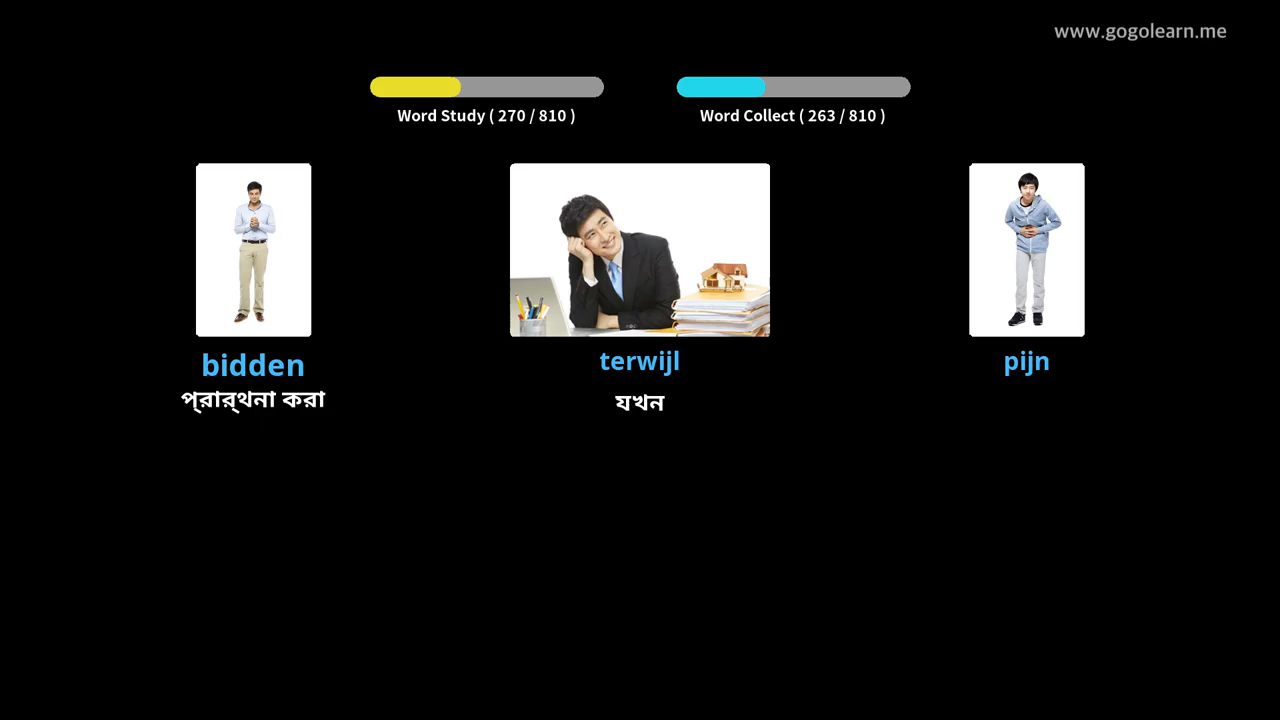 www.gogolearn.me
Word Study ( 270 / 810 )
Word Collect ( 263 / 810 )
bidden
terwijl
pijn
প্রার্থনা করা
যখন